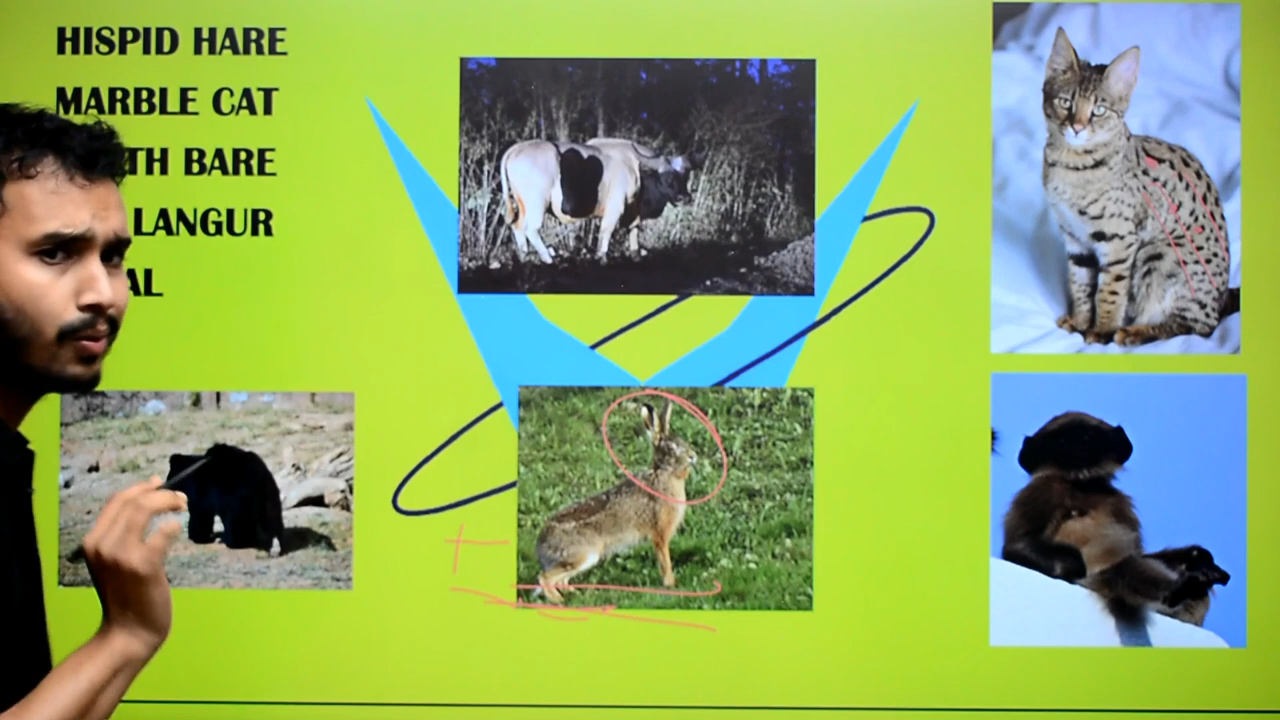 HISPID HARE
MARBLE CAT
TH BARE
LANGUR
AL